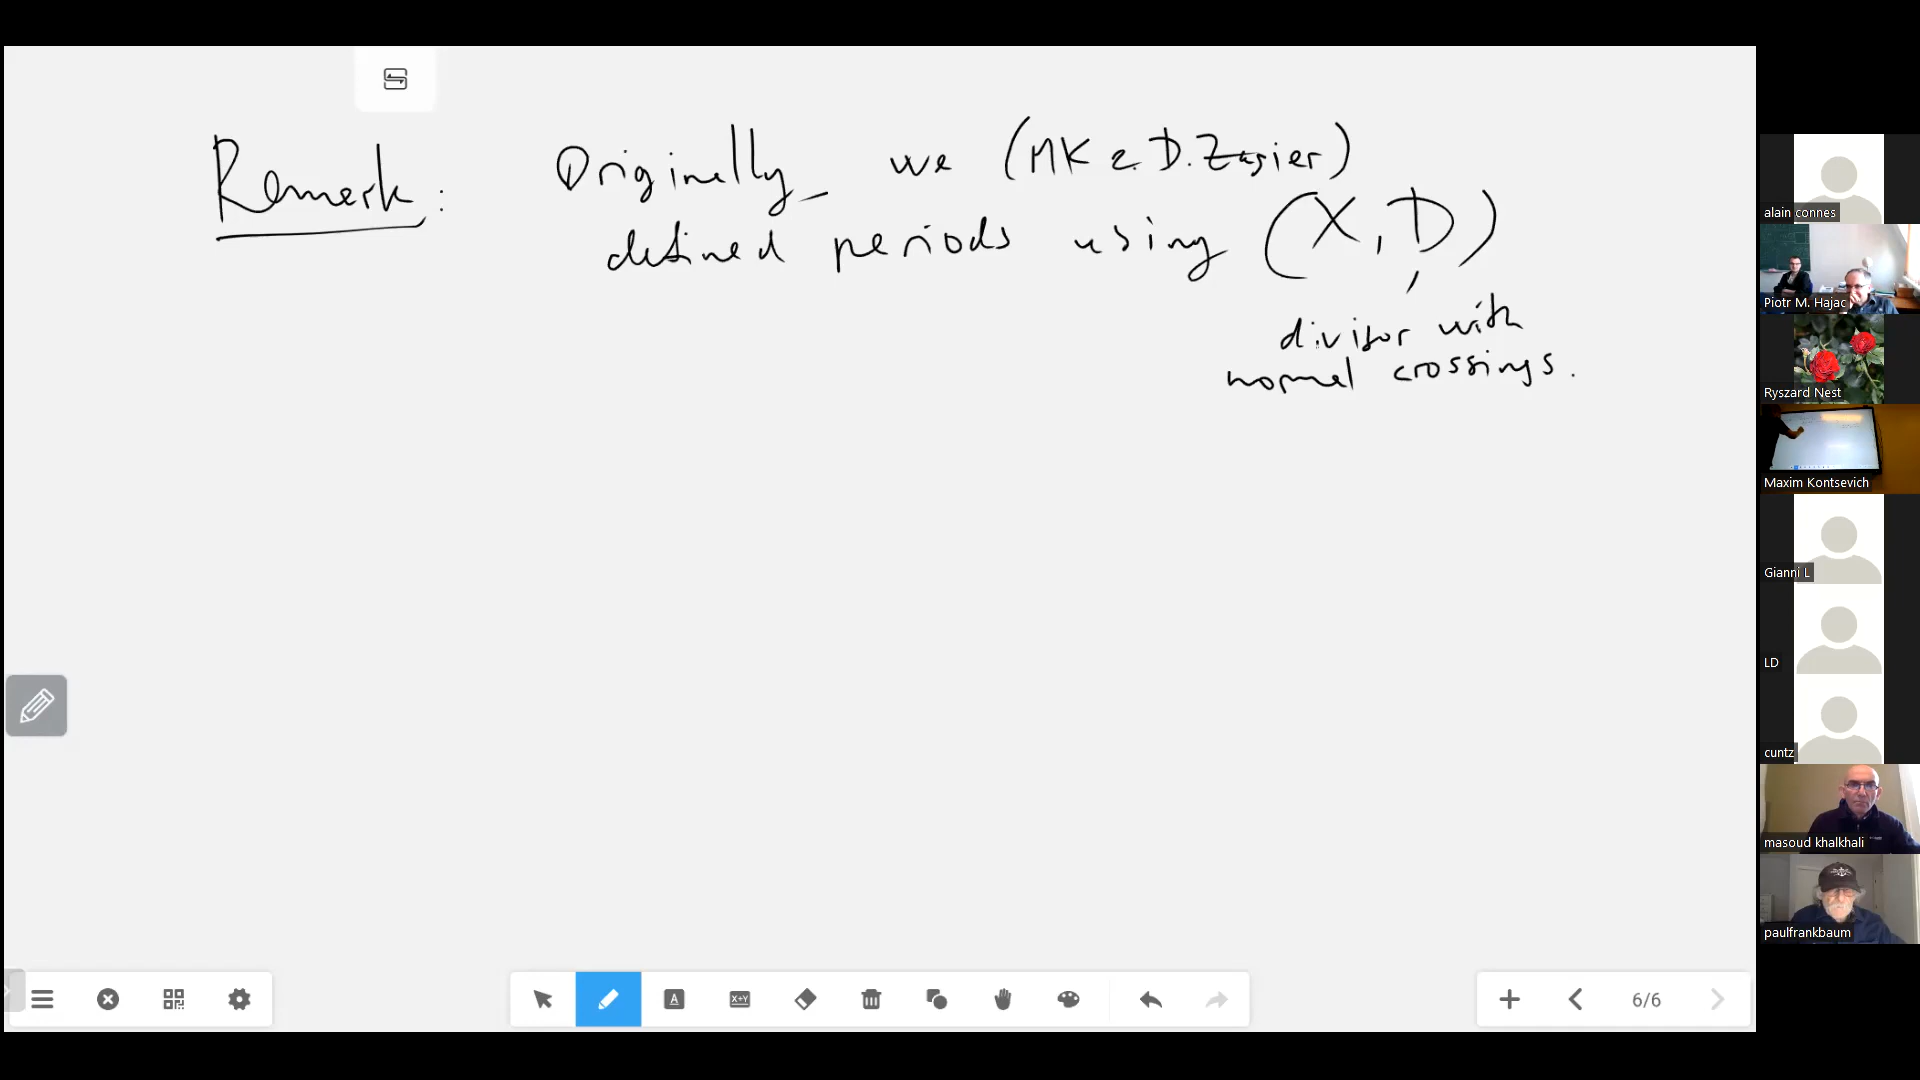 Remark: Originally we (MK & D. Zagier)
defined periods using (X, D)
divisor with
normal crossings.
alain connes
Piotr M. Hajac
Ryszard Nest
Maxim Kontsevich
Gianni L
LD
cuntz
masoud khalkhali
paulfrankbaum
A
X+Y
6/6